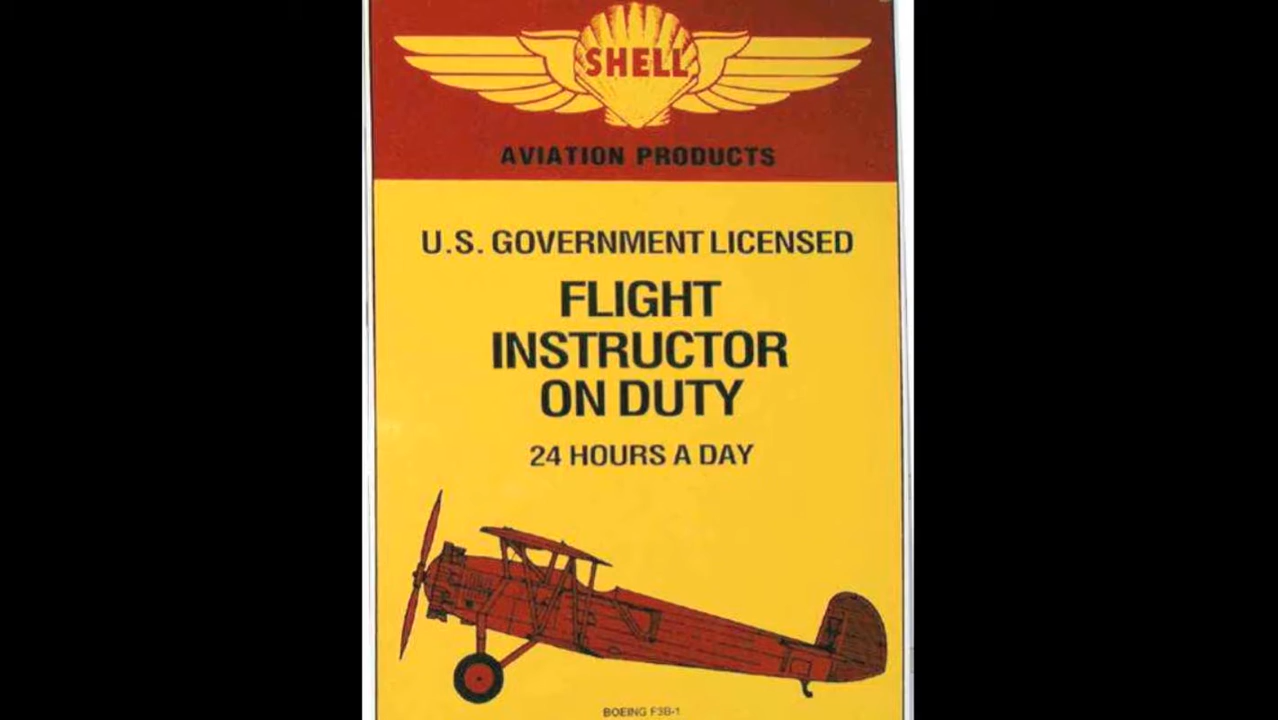 SHELL
AVIATION PRODUCTS
U.S. GOVERNMENT LICENSED
FLIGHT
INSTRUCTOR
ON DUTY
24 HOURS A DAY
BOEING F3B-1